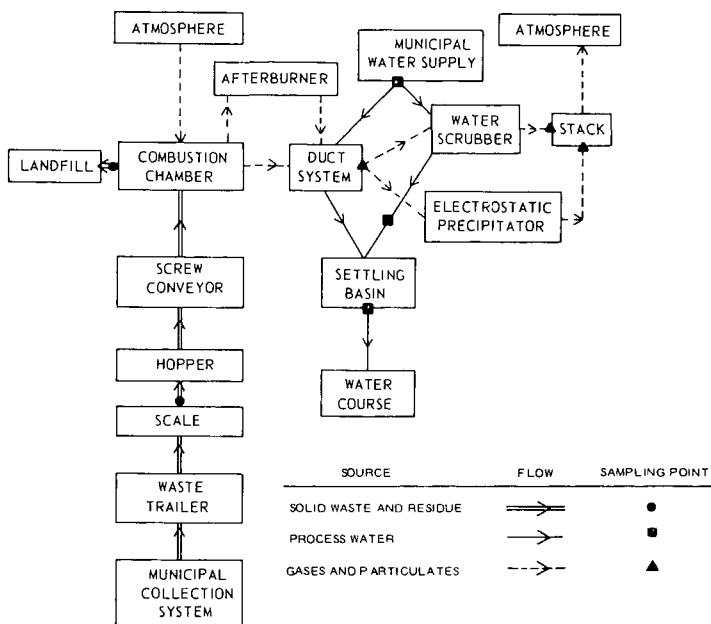 ATMOSPHERE
MUNICIPAL
WATER SUPPLY
ATMOSPHERE
AFTERBURNER
LANDFILL
COMBUSTION
CHAMBER
DUCT
SYSTEM
WATER
SCRUBBER
STACK
ELECTROSTATIC
PRECIPITATOR
SCREW
CONVEYOR
SETTLING
BASIN
HOPPER
WATER
COURSE
SCALE
WASTE
TRAILER
MUNICIPAL
COLLECTION
SYSTEM
SOURCE FLOW SAMPLING POINT
SOLID WASTE AND RESIDUE
PROCESS WATER
GASES AND PARTICULATES